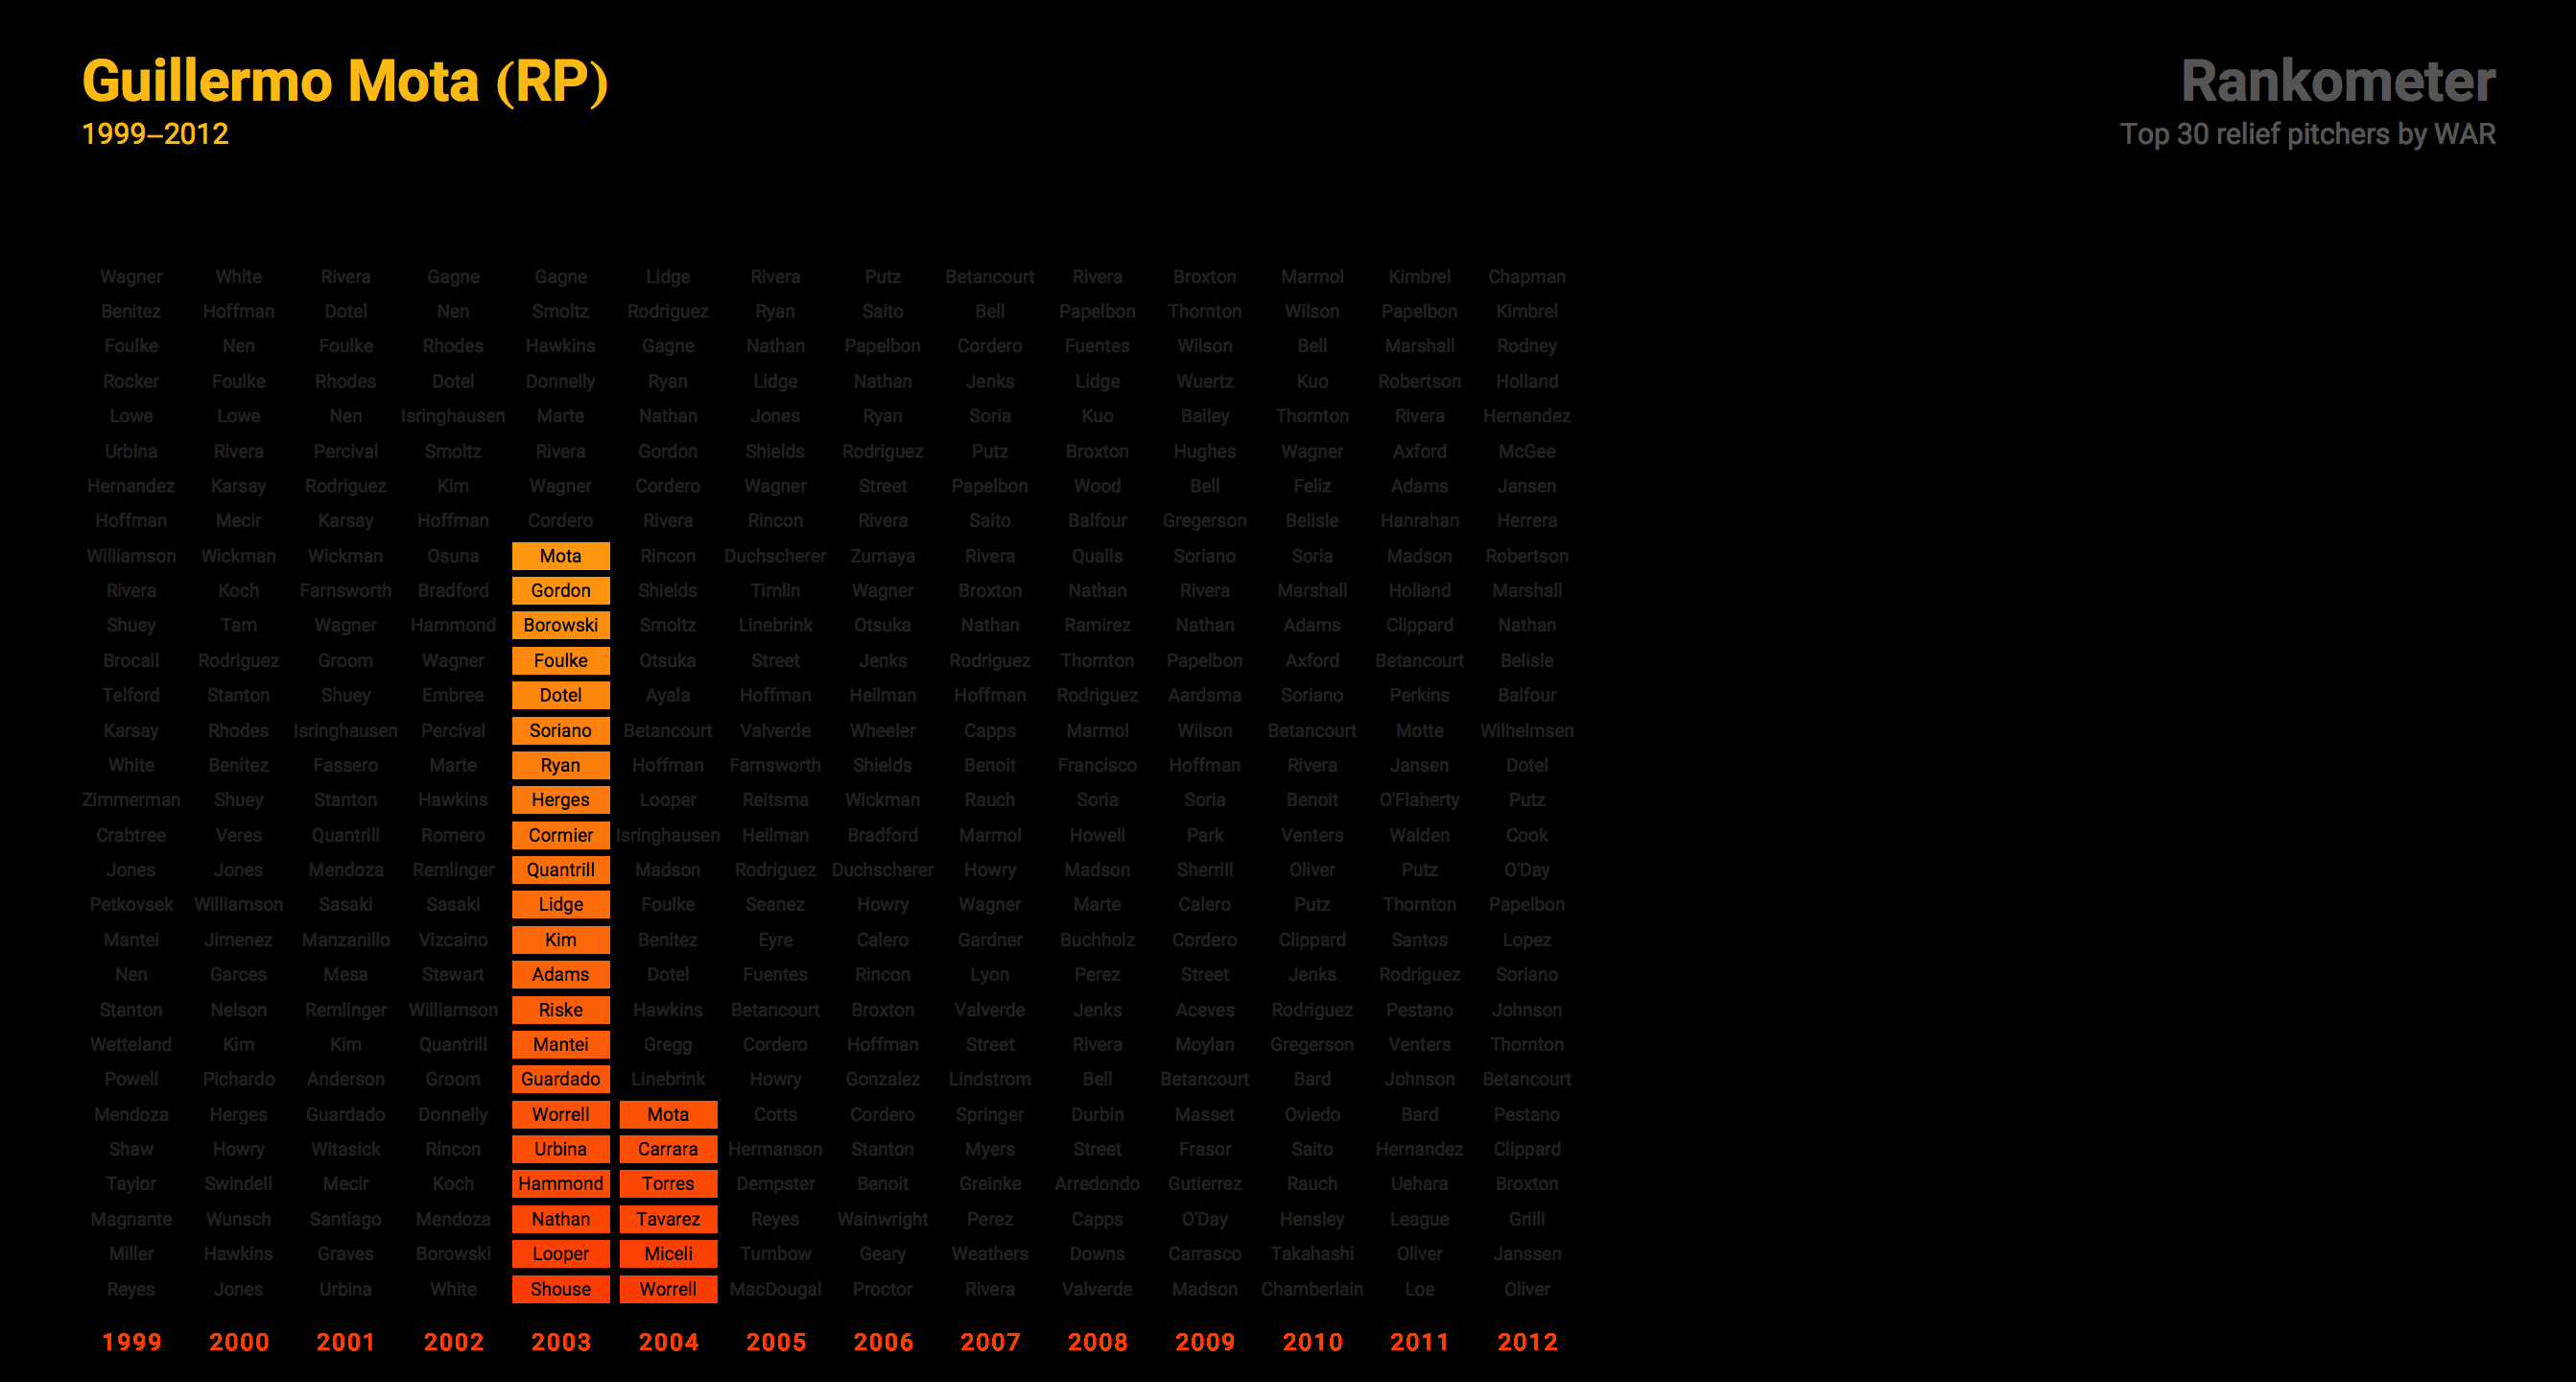 Guillermo Mota (RP)
1999–2012
Rankometer
Top 30 relief pitchers by WAR
Wagner White Rivera Gagne Gagne Lidge Rivera Putz Betancourt Rivera Broxton Marmol Kimbrel Chapman
Benitez Hoffman Dotel Nen Smoltz Rodriguez Ryan Saito Bell Papelbon Thornton Wilson Papelbon Kimbrel
Foulke Nen Foulke Rhodes Hawkins Gagne Nathan Papelbon Cordero Fuentes Wilson Bell Marshall Rodney
Rocker Foulke Rhodes Dotel Donnelly Ryan Lidge Nathan Jenks Lidge Wuertz Kuo Robertson Holland
Lowe Lowe Nen Isringhausen Marte Nathan Jones Ryan Soria Kuo Bailey Thornton Rivera Hernandez
Urbina Rivera Percival Smoltz Rivera Gordon Shields Rodriguez Putz Broxton Hughes Wagner Axford McGee
Hernandez Karsay Rodriguez Kim Wagner Cordero Wagner Street Papelbon Wood Bell Feliz Adams Jansen
Hoffman Mecir Karsay Hoffman Cordero Rivera Rincon Rivera Saito Balfour Gregerson Belisle Hanrahan Herrera
Williamson Wickman Wickman Osuna Mota Rincon Duchscherer Zumaya Rivera Qualls Soriano Soria Madson Robertson
Rivera Koch Farnsworth Bradford Gordon Shields Timlin Wagner Broxton Nathan Rivera Marshall Holland Marshall
Shuey Tam Wagner Hammond Borowski Smoltz Linebrink Otsuka Nathan Ramirez Nathan Adams Clippard Nathan
Brocail Rodriguez Groom Wagner Foulke Otsuka Street Jenks Rodriguez Thornton Papelbon Axford Betancourt Belisle
Telford Stanton Shuey Embree Dotel Ayala Hoffman Heilman Hoffman Rodriguez Aardsma Soriano Perkins Balfour
Karsay Rhodes Isringhausen Percival Soriano Betancourt Valverde Wheeler Capps Marmol Wilson Betancourt Motte Wilhelmsen
White Benitez Fassero Marte Ryan Hoffman Farnsworth Shields Benoit Francisco Hoffman Rivera Jansen Dotel
Zimmerman Shuey Stanton Hawkins Herges Looper Reitsma Wickman Rauch Soria Soria Benoit O'Flaherty Putz
Crabtree Veres Quantrill Romero Cormier Isringhausen Heilman Bradford Marmol Howell Park Venters Walden Cook
Jones Jones Mendoza Remlinger Quantrill Madson Rodriguez Duchscherer Howry Madson Sherrill Oliver Putz O'Day
Petkovsek Williamson Sasaki Sasaki Lidge Foulke Seanez Howry Wagner Marte Calero Putz Thornton Papelbon
Mantei Jimenez Manzanillo Vizcaino Kim Benitez Eyre Calero Gardner Buchholz Cordero Clippard Santos Lopez
Nen Garces Mesa Stewart Adams Dotel Fuentes Rincon Lyon Perez Street Jenks Rodriguez Soriano
Stanton Nelson Remlinger Williamson Riske Hawkins Betancourt Broxton Valverde Jenks Aceves Rodriguez Pestano Johnson
Wetteland Kim Kim Quantrill Mantei Gregg Cordero Hoffman Street Rivera Moylan Gregerson Venters Thornton
Powell Pichardo Anderson Groom Guardado Linebrink Howry Gonzalez Lindstrom Bell Betancourt Bard Johnson Betancourt
Mendoza Herges Guardado Donnelly Worrell Mota Cotts Cordero Springer Durbin Masset Oviedo Bard Pestano
Shaw Howry Witasick Rincon Urbina Carrara Hermanson Stanton Myers Street Frasor Saito Hernandez Clippard
Taylor Swindell Mecir Koch Hammond Torres Dempster Benoit Greinke Arredondo Gutierrez Rauch Uehara Broxton
Magnante Wunsch Santiago Mendoza Nathan Tavarez Reyes Wainwright Perez Capps O'Day Hensley League Grilli
Miller Hawkins Graves Borowski Looper Miceli Turnbow Geary Weathers Downs Carrasco Takahashi Oliver Janssen
Reyes Jones Urbina White Shouse Worrell MacDougal Proctor Rivera Valverde Madson Chamberlain Loe Oliver
1999 2000 2001 2002 2003 2004 2005 2006 2007 2008 2009 2010 2011 2012